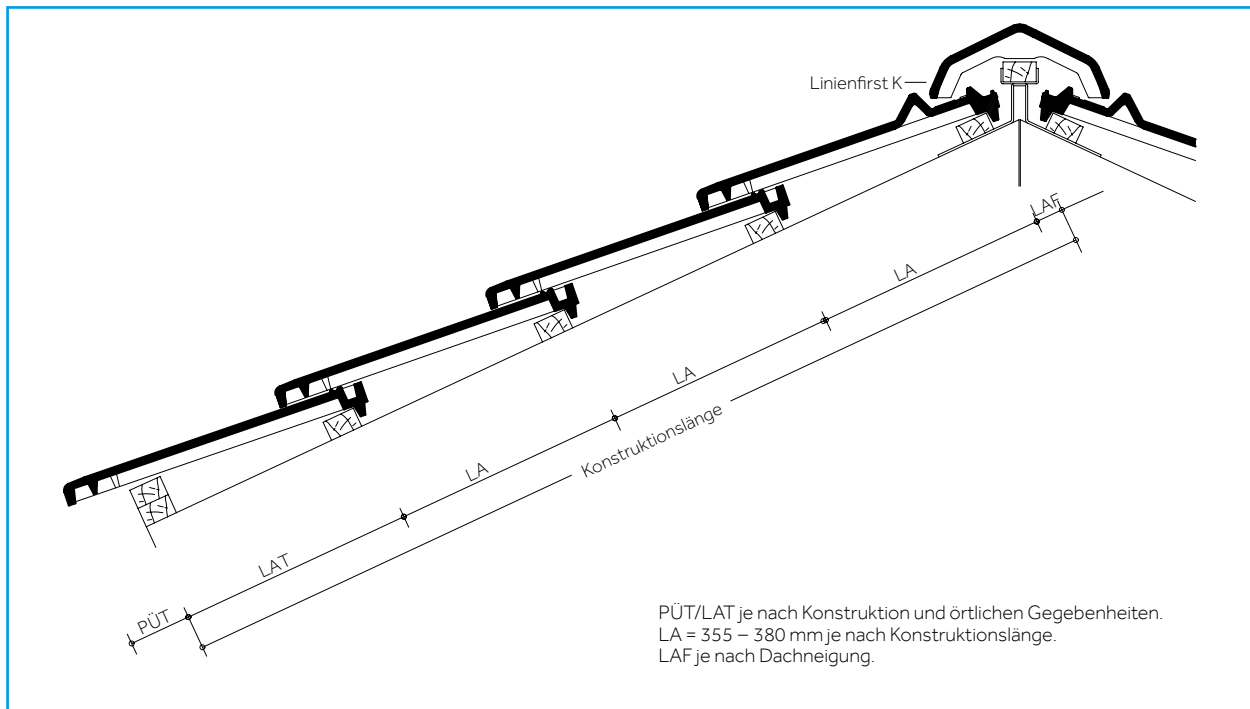 Linienfirst K
LAF
LA
LA
Konstruktionslänge
LA
LAT
PÜT
PÜT/LAT je nach Konstruktion und örtlichen Gegebenheiten.
LA = 355 – 380 mm je nach Konstruktionslänge.
LAF je nach Dachneigung.